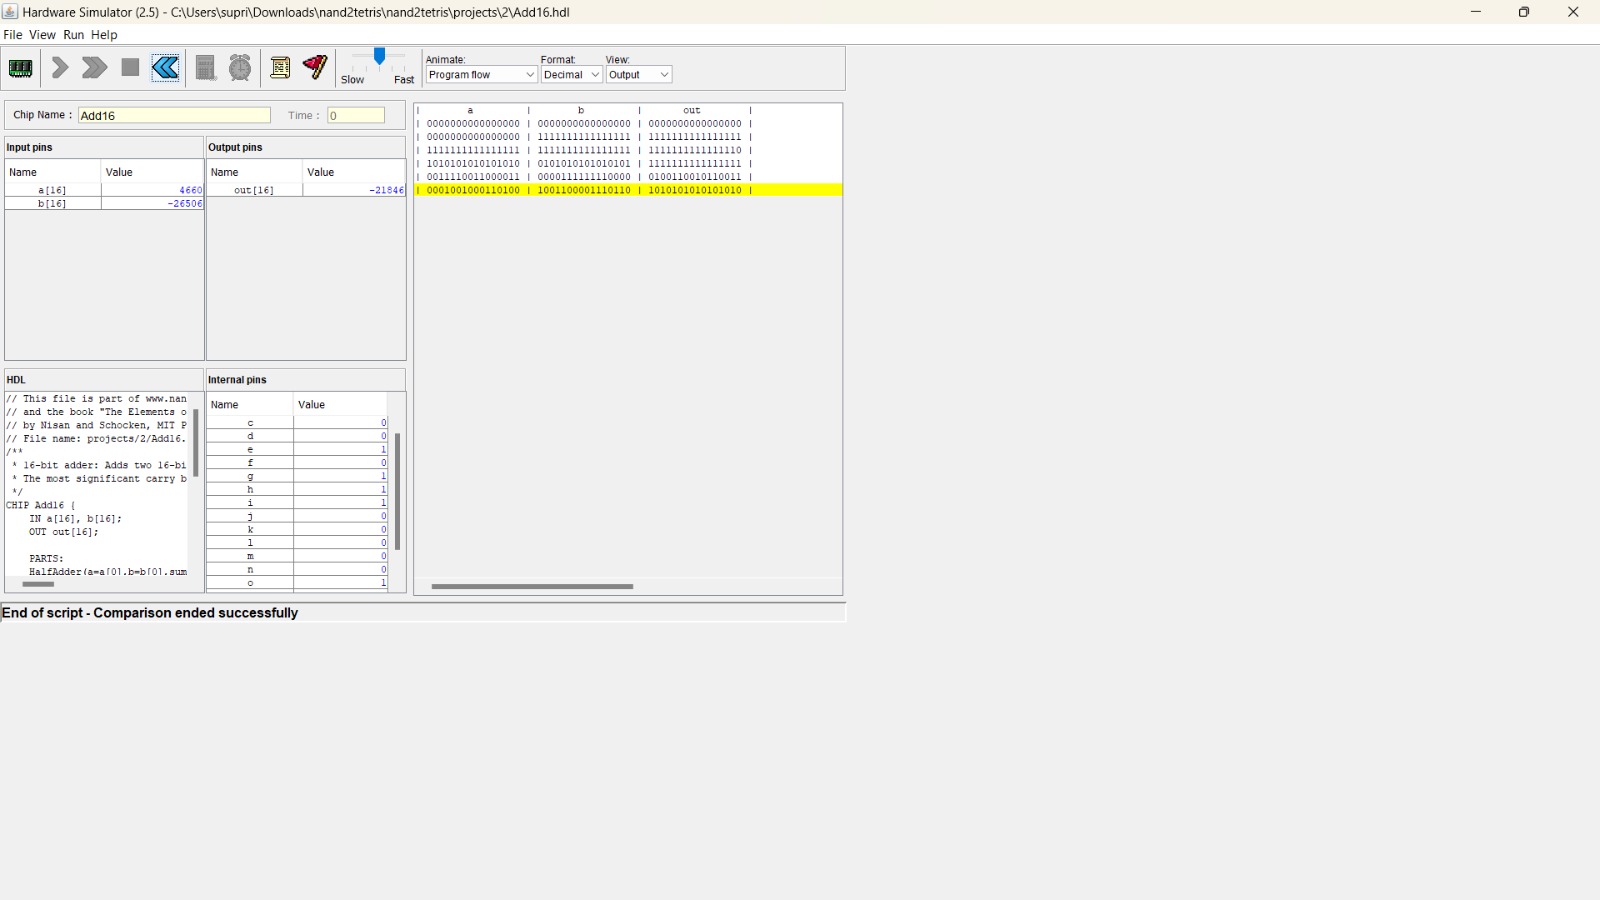 Hardware Simulator (2.5) - C:\Users\supri\Downloads\nand2tetris\nand2tetris\projects\2\Add16.hdl
File View Run Help
Slow Fast
Animate: Format: View:
Program flow Decimal Output
Chip Name : Add16 Time : 0
Input pins
Name Value
a[16] 4660
b[16] -26506
Output pins
Name Value
out[16] -21846
HDL
// This file is part of www.nan
// and the book "The Elements o
// by Nisan and Schocken, MIT P
// File name: projects/2/Add16.
/**
* 16-bit adder: Adds two 16-bi
* The most significant carry b
*/
CHIP Add16 {
IN a[16], b[16];
OUT out[16];
PARTS:
HalfAdder(a=a[0],b=b[0],sum
Internal pins
Name Value
c 0
d 0
e 1
f 0
g 1
h 1
i 1
j 0
k 0
l 0
m 0
n 0
o 1
| a | b | out |
| 0000000000000000 | 0000000000000000 | 0000000000000000 |
| 0000000000000000 | 1111111111111111 | 1111111111111111 |
| 1111111111111111 | 1111111111111111 | 1111111111111110 |
| 1010101010101010 | 0101010101010101 | 1111111111111111 |
| 0011110011000011 | 0000111111110000 | 0100110010110011 |
| 0001001000110100 | 1001100001110110 | 1010101010101010 |
End of script - Comparison ended successfully